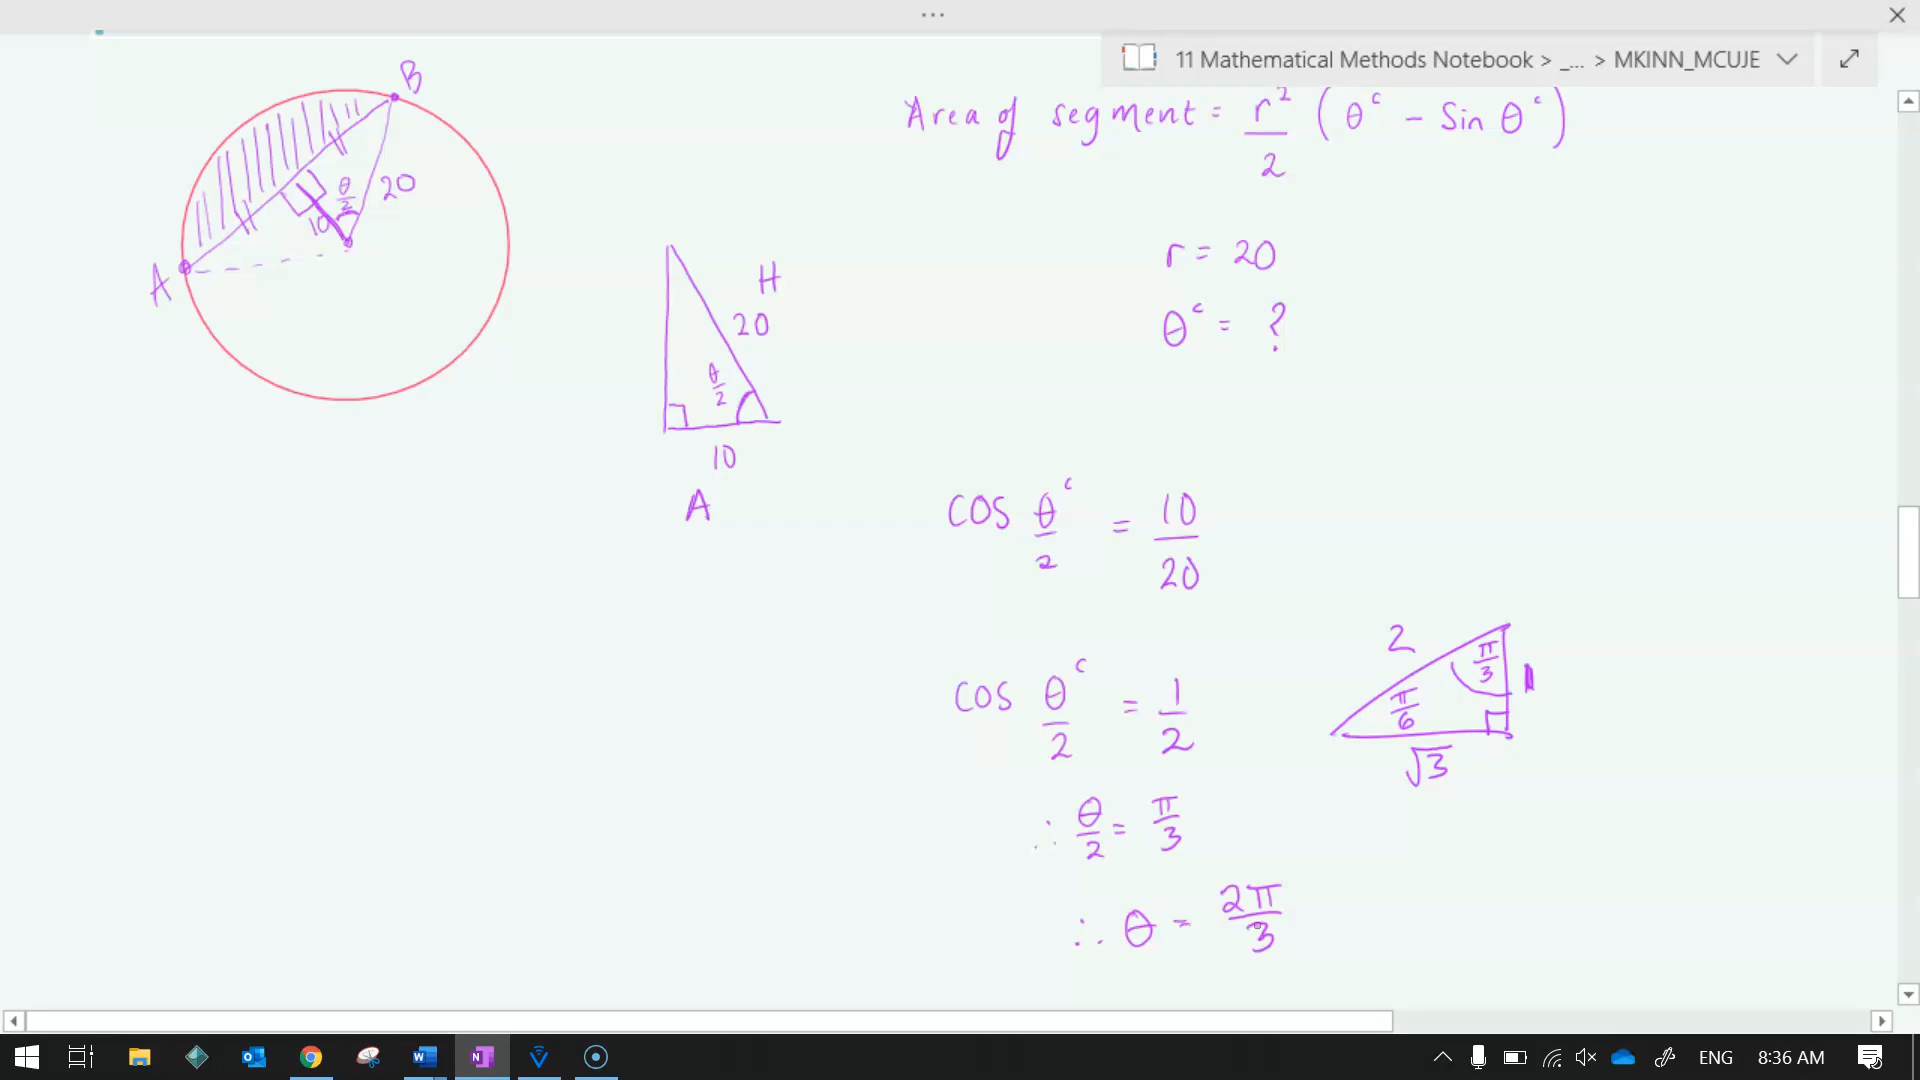 ...
11 Mathematical Methods Notebook > _... > MKINN_MCUJE
B
θ/2
20
10
A
Area of segment = r²/2 (θᶜ - Sin θᶜ)
r = 20
θᶜ = ?
H
20
θ/2
10
A
cos θᶜ/2 = 10/20
cos θᶜ/2 = 1/2
2
π/3
1
π/6
√3
∴ θ/2 = π/3
∴ θ = 2π/3
ENG
8:36 AM